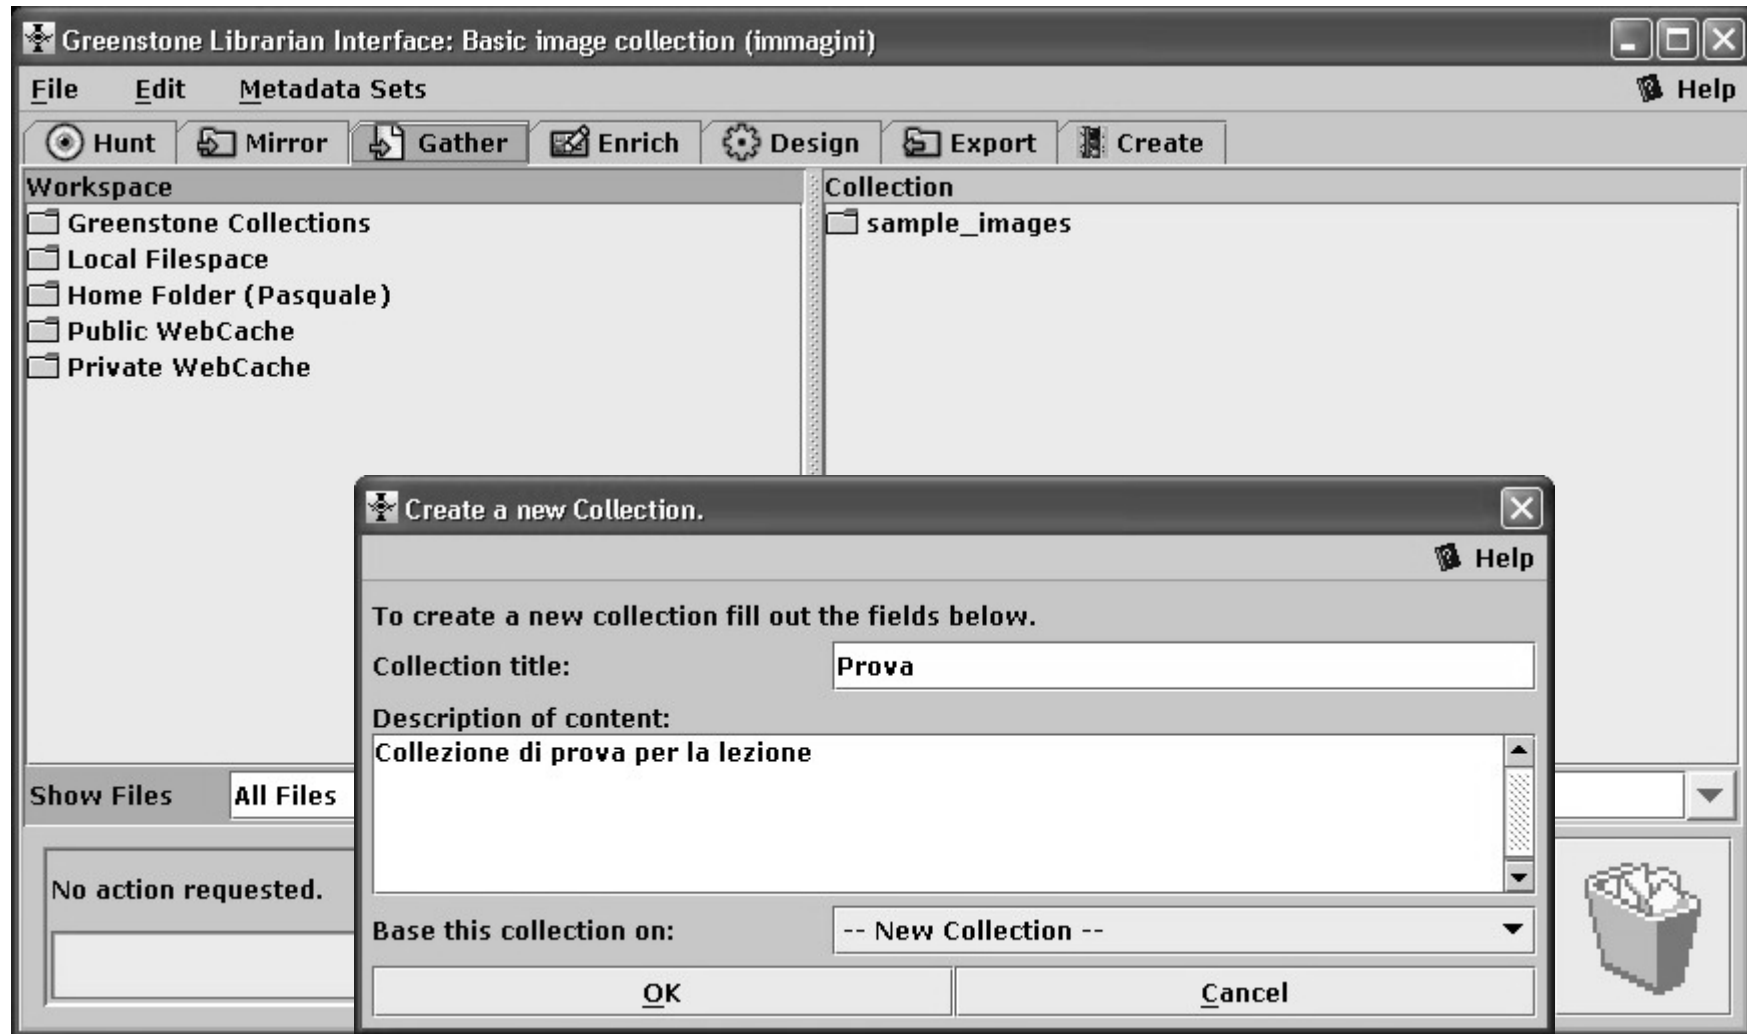 Greenstone Librarian Interface: Basic image collection (immagini)
File Edit Metadata Sets Help
Hunt Mirror Gather Enrich Design Export Create
Workspace Collection
Greenstone Collections sample_images
Local Filespace
Home Folder (Pasquale)
Public WebCache
Private WebCache
Create a new Collection.
Help
To create a new collection fill out the fields below.
Collection title: Prova
Description of content:
Collezione di prova per la lezione
Show Files All Files
No action requested.
Base this collection on: -- New Collection --
OK Cancel